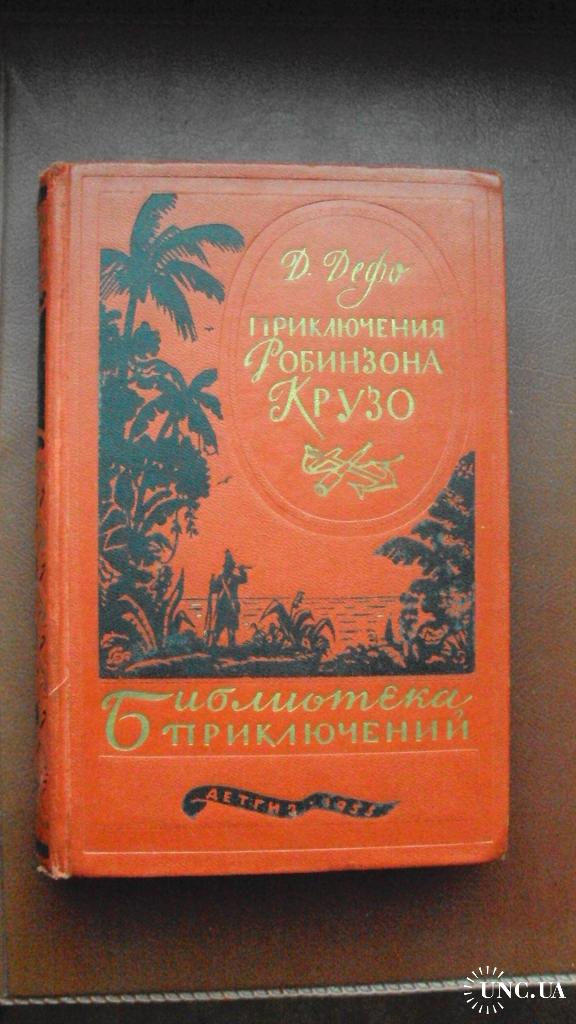 Д. Дефо
ПРИКЛЮЧЕНИЯ
РОБИНЗОНА
КРУЗО
Библиотека
ПРИКЛЮЧЕНИЙ
ДЕТГИЗ · 1955
UNC.UA